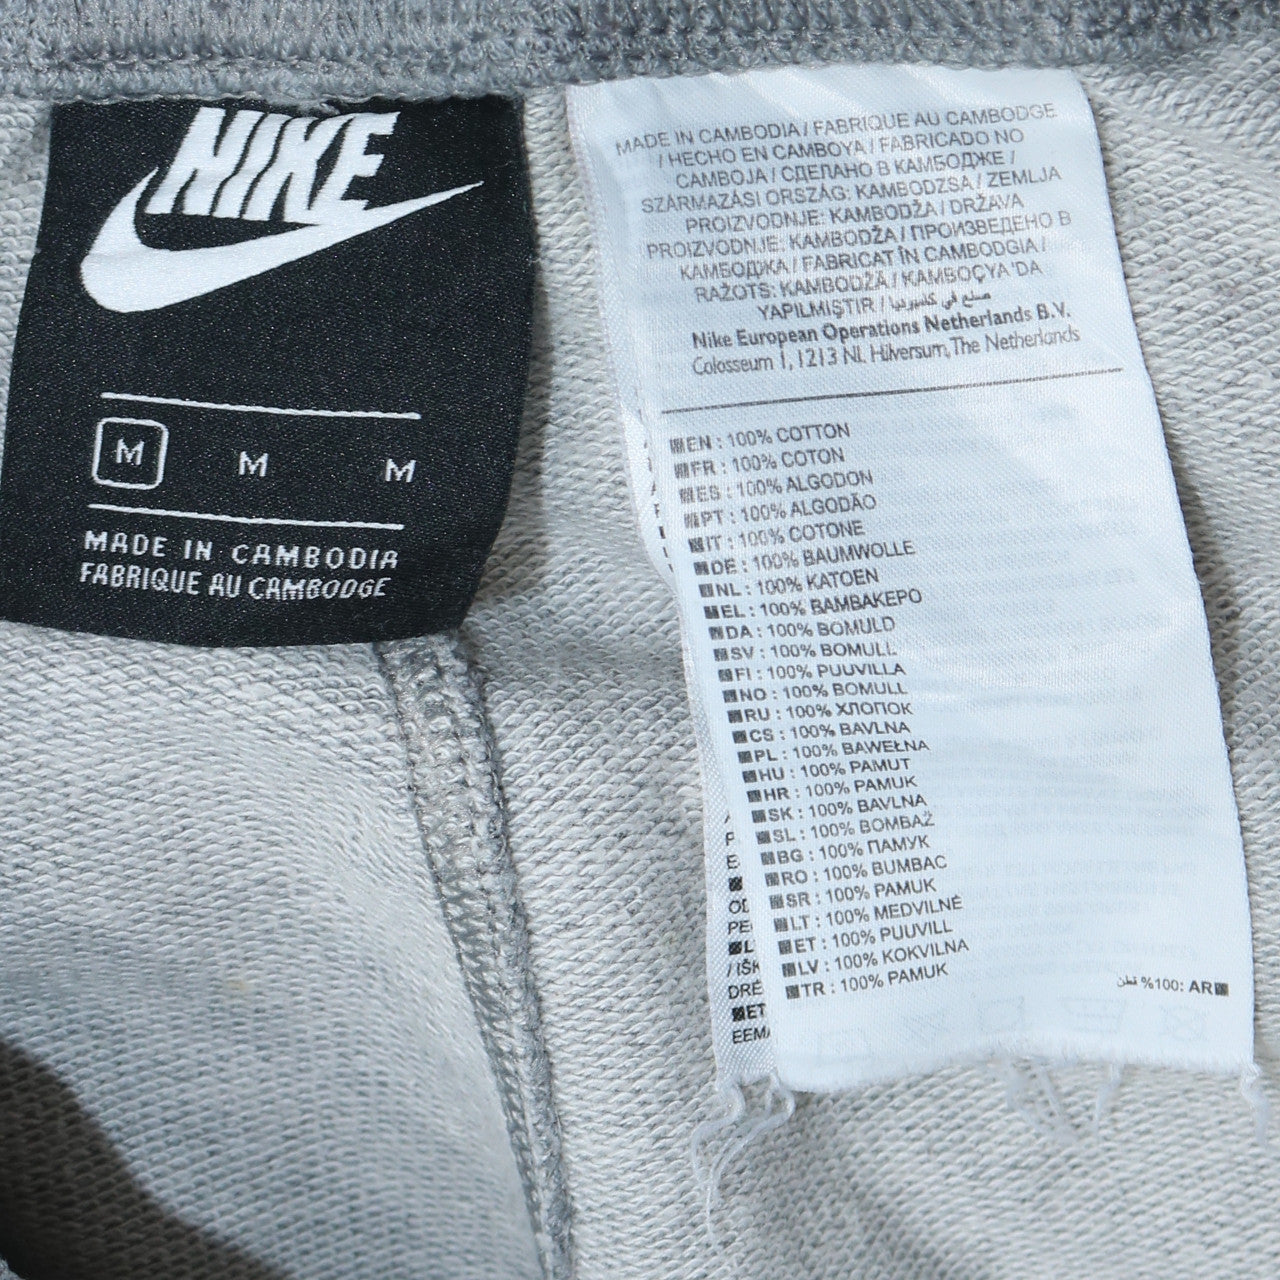 NIKE
M M M
MADE IN CAMBODIA
FABRIQUE AU CAMBODGE
MADE IN CAMBODIA / FABRIQUE AU CAMBODGE
/ HECHO EN CAMBOYA / FABRICADO NO
CAMBOJA / СДЕЛАНО В КАМБОДЖЕ /
SZÁRMAZÁSI ORSZÁG: KAMBODZSA / ZEMLJA
PROIZVODNJE: KAMBODŽA / DRŽAVA
PROIZVODNJE: KAMBODŽA / ПРОИЗВЕДЕНО В
КАМБОДЖА / FABRICAT ÎN CAMBODGIA /
RAŽOTS: KAMBODŽĀ / KAMBOÇYA 'DA
YAPILMIŞTIR / صنع في كمبوديا
Nike European Operations Netherlands B.V.
Colosseum 1, 1213 NL Hilversum, The Netherlands
EN : 100% COTTON
FR : 100% COTON
ES : 100% ALGODON
PT : 100% ALGODÃO
IT : 100% COTONE
DE : 100% BAUMWOLLE
NL : 100% KATOEN
EL : 100% ΒΑΜΒΑΚΕΡΟ
DA : 100% BOMULD
SV : 100% BOMULL
FI : 100% PUUVILLA
NO : 100% BOMULL
RU : 100% ХЛОПОК
CS : 100% BAVLNA
PL : 100% BAWEŁNA
HU : 100% PAMUT
HR : 100% PAMUK
SK : 100% BAVLNA
SL : 100% BOMBAŽ
BG : 100% ПАМУК
RO : 100% BUMBAC
SR : 100% PAMUK
LT : 100% MEDVILNĖ
ET : 100% PUUVILL
LV : 100% KOKVILNA
TR : 100% PAMUK
AR :100% قطن